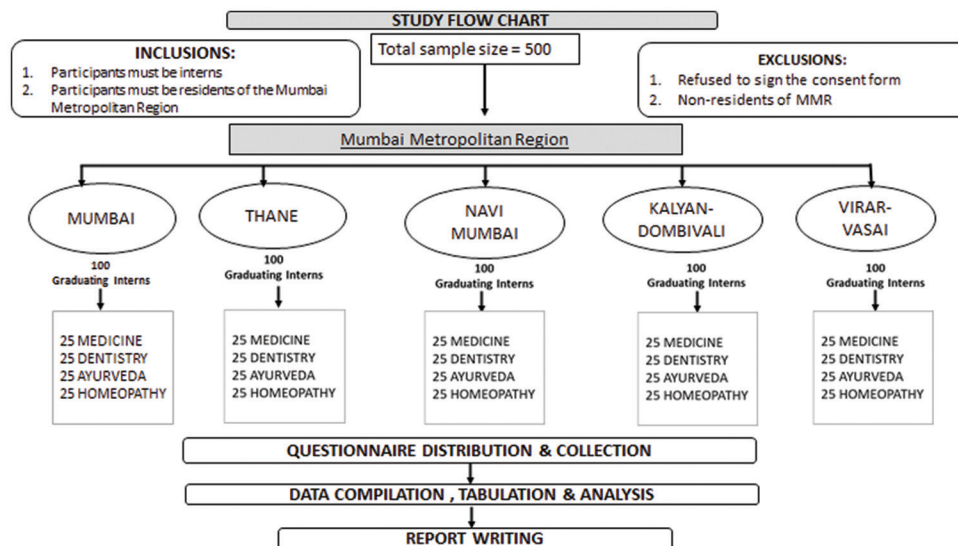 STUDY FLOW CHART
INCLUSIONS:
1. Participants must be interns
2. Participants must be residents of the Mumbai
Metropolitan Region
Total sample size = 500
EXCLUSIONS:
1. Refused to sign the consent form
2. Non-residents of MMR
Mumbai Metropolitan Region
MUMBAI
THANE
NAVI
MUMBAI
KALYAN-
DOMBIVALI
VIRAR-
VASAI
100
Graduating Interns
100
Graduating Interns
100
Graduating Interns
100
Graduating Interns
100
Graduating Interns
25 MEDICINE
25 DENTISTRY
25 AYURVEDA
25 HOMEOPATHY
25 MEDICINE
25 DENTISTRY
25 AYURVEDA
25 HOMEOPATHY
25 MEDICINE
25 DENTISTRY
25 AYURVEDA
25 HOMEOPATHY
25 MEDICINE
25 DENTISTRY
25 AYURVEDA
25 HOMEOPATHY
25 MEDICINE
25 DENTISTRY
25 AYURVEDA
25 HOMEOPATHY
QUESTIONNAIRE DISTRIBUTION & COLLECTION
DATA COMPILATION , TABULATION & ANALYSIS
REPORT WRITING